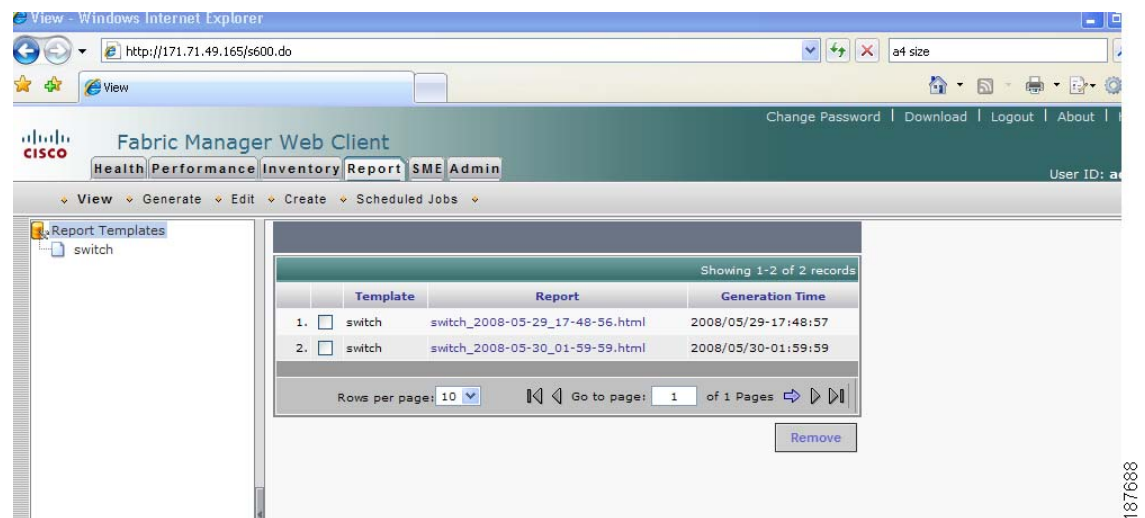 View - Windows Internet Explorer
http://171.71.49.165/s600.do
a4 size
View
Change Password | Download | Logout | About |
CISCO
Fabric Manager Web Client
Health Performance Inventory Report SME Admin
User ID:
View Generate Edit Create Scheduled Jobs
Report Templates
switch
Showing 1-2 of 2 records
Template Report Generation Time
1. switch switch_2008-05-29_17-48-56.html 2008/05/29-17:48:57
2. switch switch_2008-05-30_01-59-59.html 2008/05/30-01:59:59
Rows per page: 10 Go to page: 1 of 1 Pages
Remove
187688